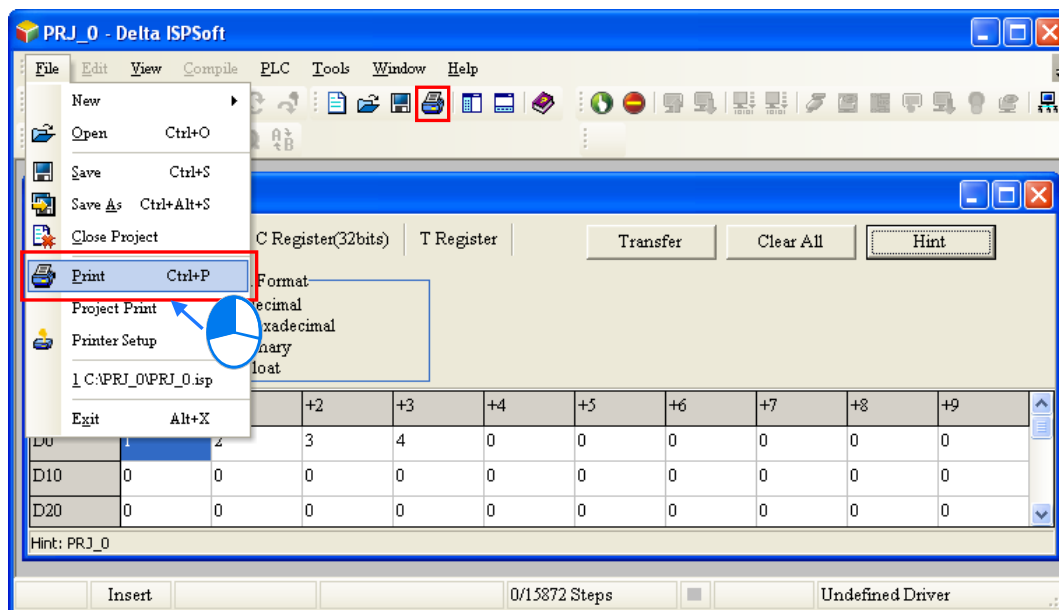 PRJ_0 - Delta ISPSoft
File Edit View Compile PLC Tools Window Help
New
Open Ctrl+O
Save Ctrl+S
Save As Ctrl+Alt+S
Close Project
Print Ctrl+P
Project Print
Printer Setup
1 C:\PRJ_0\PRJ_0.isp
Exit Alt+X
C Register(32bits) T Register Transfer Clear All Hint
Format
ecimal
xadecimal
nary
loat
+2 +3 +4 +5 +6 +7 +8 +9
D0 1 2 3 4 0 0 0 0 0 0
D10 0 0 0 0 0 0 0 0 0 0
D20 0 0 0 0 0 0 0 0 0 0
Hint: PRJ_0
Insert 0/15872 Steps Undefined Driver